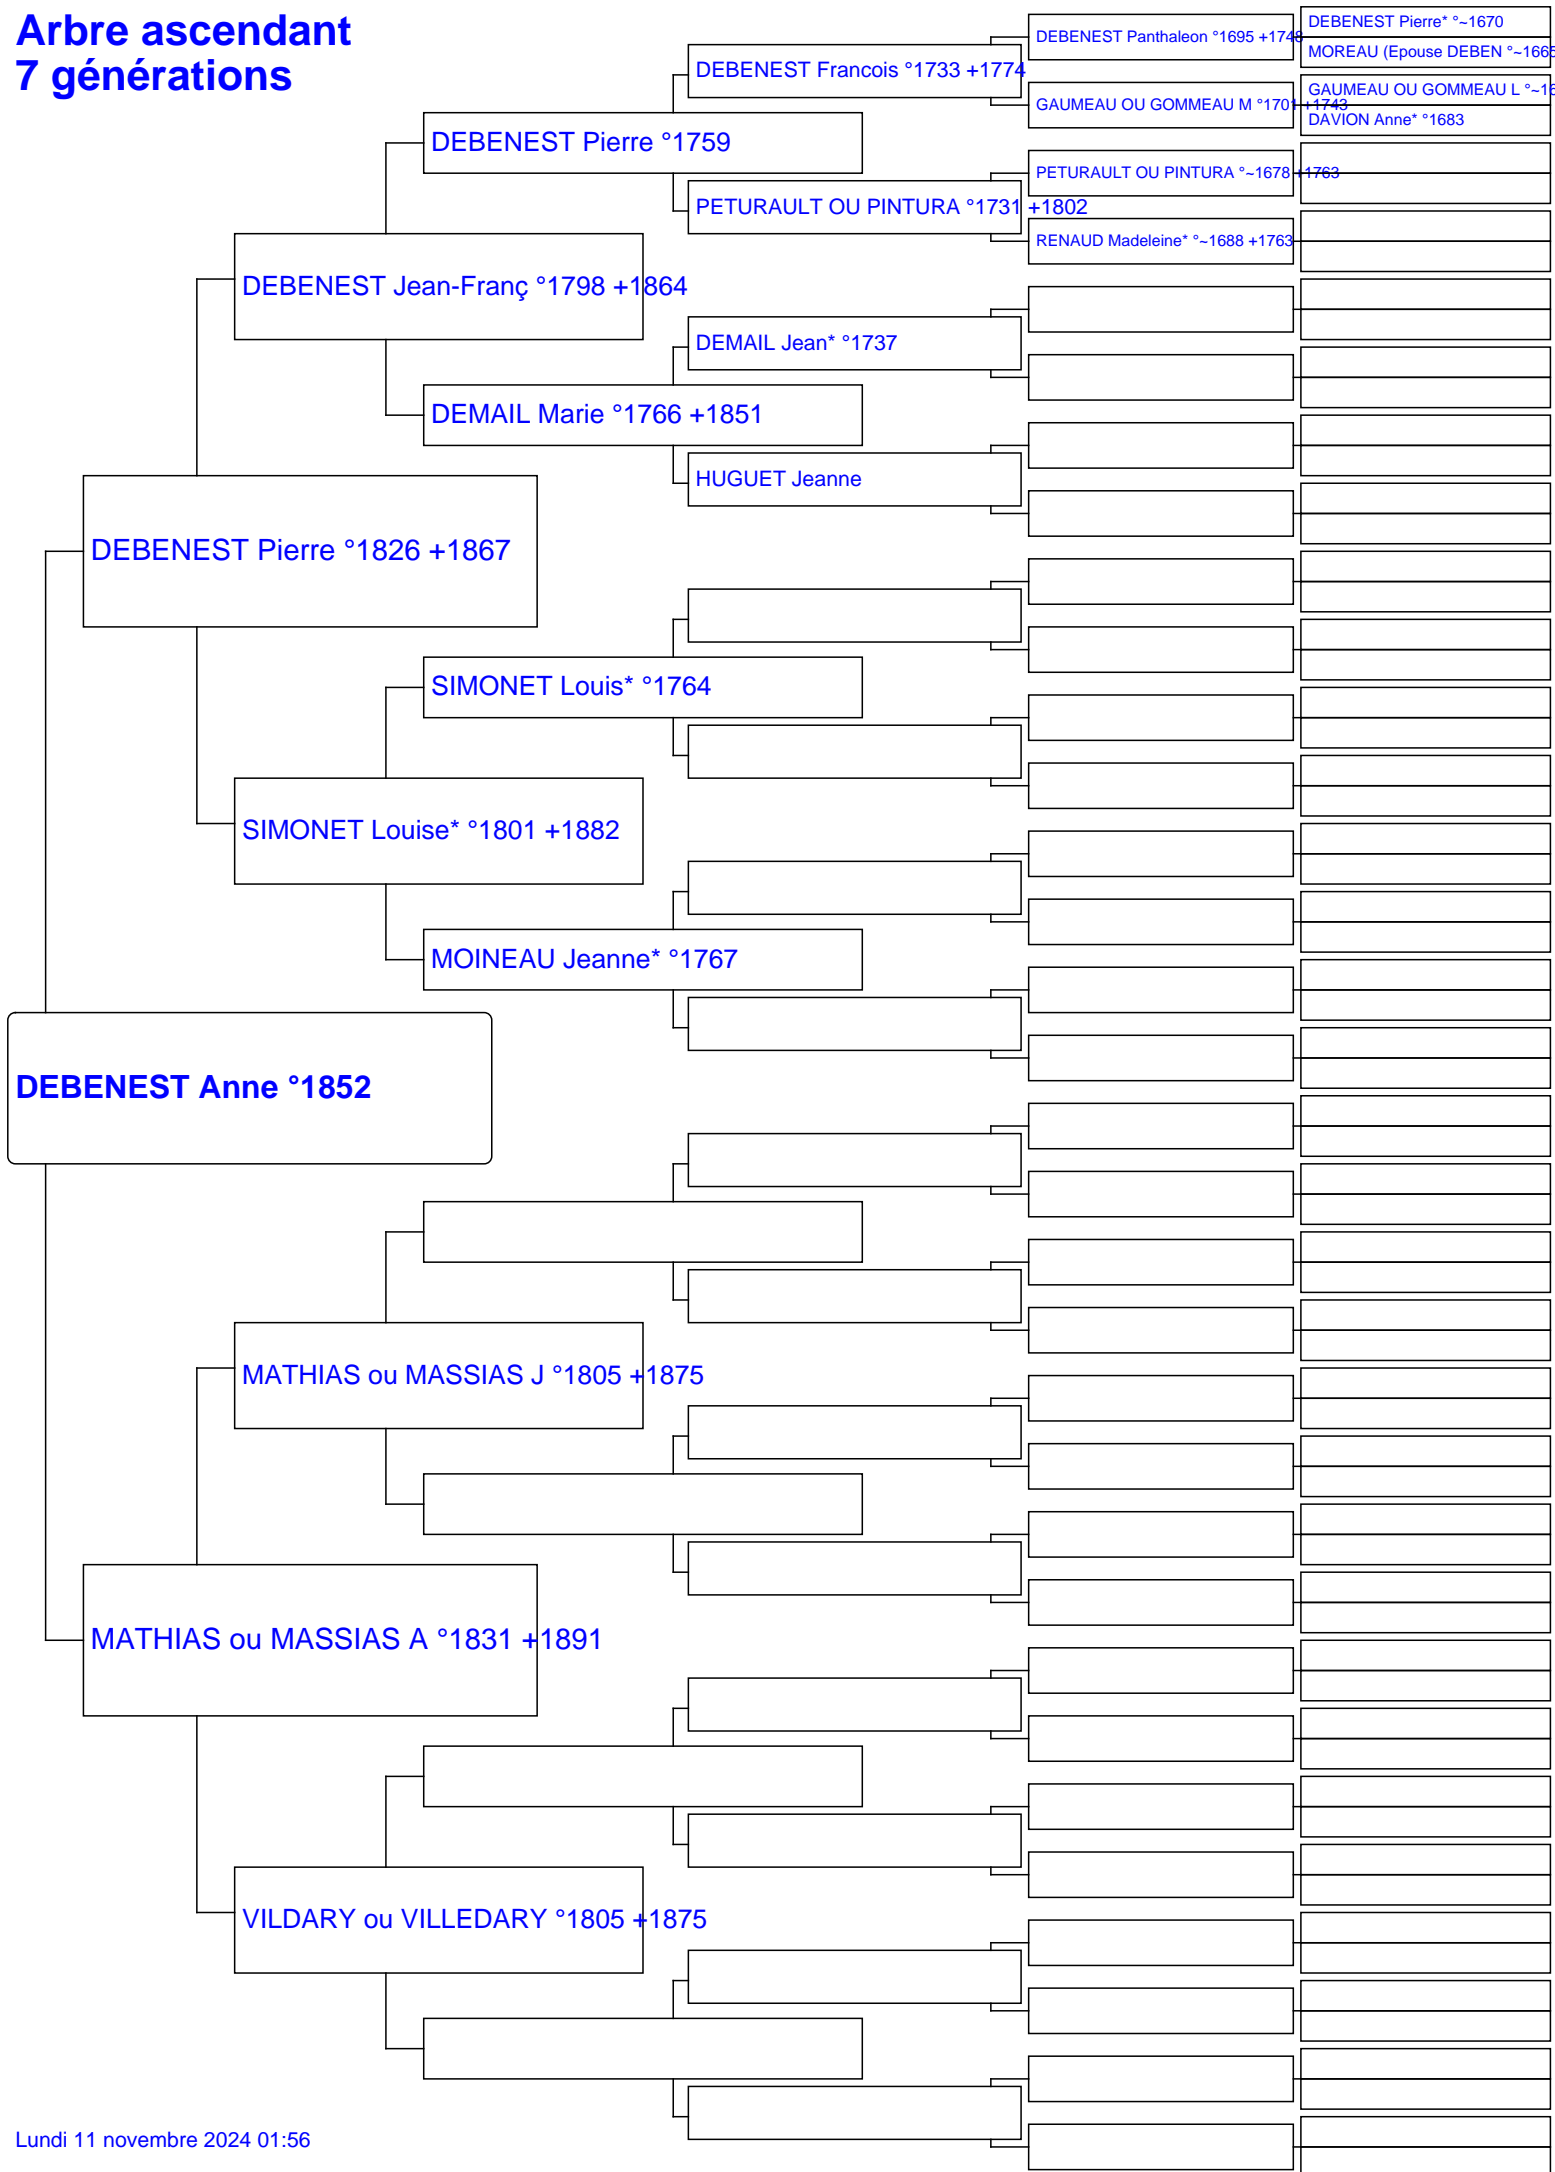 Arbre ascendant
7 générations
DEBENEST Pierre* °~1670
DEBENEST Panthaleon °1695 +1748
MOREAU (Epouse DEBEN °~1665
DEBENEST Francois °1733 +1774
GAUMEAU OU GOMMEAU L °~16
GAUMEAU OU GOMMEAU M °1701 +1743
DAVION Anne* °1683
DEBENEST Pierre °1759
PETURAULT OU PINTURA °~1678 +1763
PETURAULT OU PINTURA °1731 +1802
RENAUD Madeleine* °~1688 +1763
DEBENEST Jean-Franç °1798 +1864
DEMAIL Jean* °1737
DEMAIL Marie °1766 +1851
HUGUET Jeanne
DEBENEST Pierre °1826 +1867
SIMONET Louis* °1764
SIMONET Louise* °1801 +1882
MOINEAU Jeanne* °1767
DEBENEST Anne °1852
MATHIAS ou MASSIAS J °1805 +1875
MATHIAS ou MASSIAS A °1831 +1891
VILDARY ou VILLEDARY °1805 +1875
Lundi 11 novembre 2024 01:56